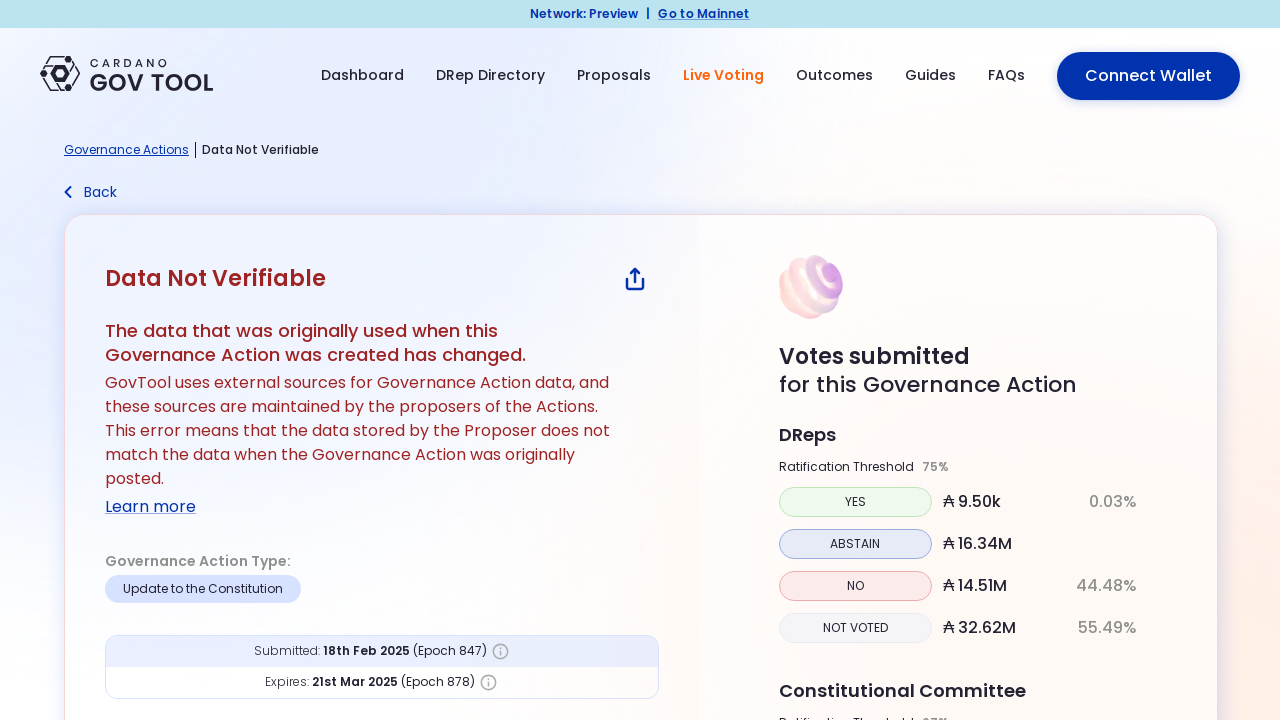 Network: Preview | Go to Mainnet
CARDANO
GOV TOOL
Dashboard
DRep Directory
Proposals
Live Voting
Outcomes
Guides
FAQs
Connect Wallet
Governance Actions | Data Not Verifiable
Back
Data Not Verifiable
The data that was originally used when this
Governance Action was created has changed.
GovTool uses external sources for Governance Action data, and
these sources are maintained by the proposers of the Actions.
This error means that the data stored by the Proposer does not
match the data when the Governance Action was originally
posted.
Learn more
Governance Action Type:
Update to the Constitution
Submitted: 18th Feb 2025 (Epoch 847)
Expires: 21st Mar 2025 (Epoch 878)
Votes submitted
for this Governance Action
DReps
Ratification Threshold 75%
YES ₳ 9.50k 0.03%
ABSTAIN ₳ 16.34M
NO ₳ 14.51M 44.48%
NOT VOTED ₳ 32.62M 55.49%
Constitutional Committee
Ratification Threshold 67%